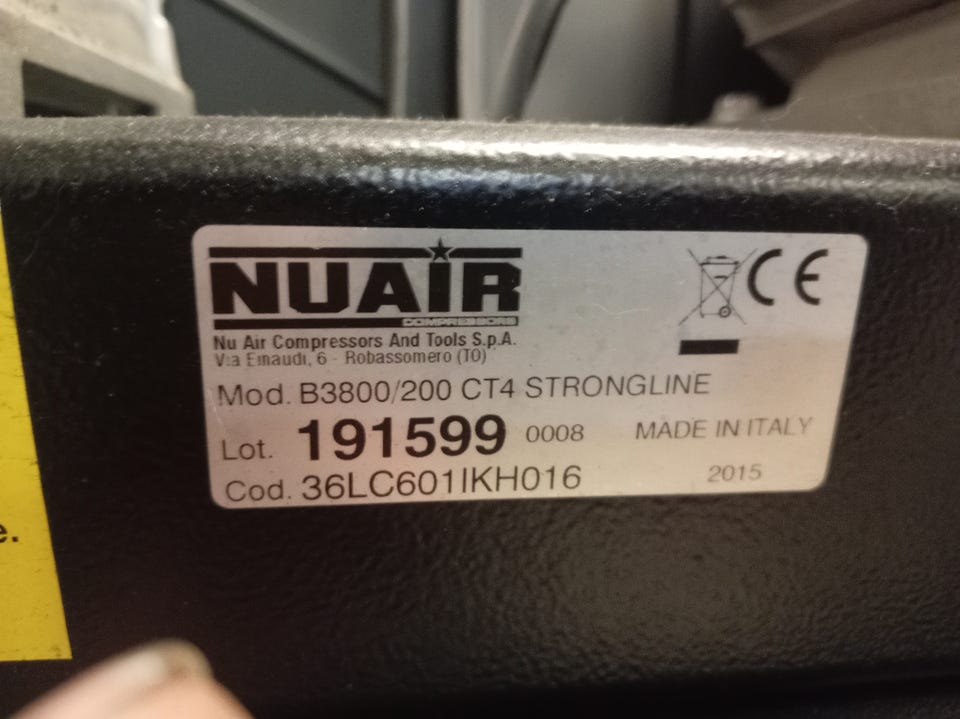 NUAIR
COMPRESSORS
Nu Air Compressors And Tools S.p.A.
Via Einaudi, 6 - Robassomero (TO)
CE
Mod. B3800/200 CT4 STRONGLINE
Lot. 191599 0008 MADE IN ITALY
Cod. 36LC601IKH016 2015
e.